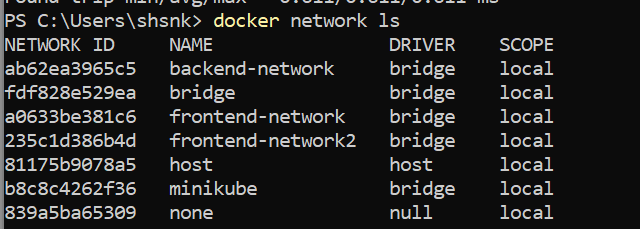 PS C:\Users\shsnk> docker network ls
NETWORK ID     NAME                DRIVER    SCOPE
ab62ea3965c5   backend-network     bridge    local
fdf828e529ea   bridge              bridge    local
a0633be381c6   frontend-network    bridge    local
235c1d386b4d   frontend-network2   bridge    local
81175b9078a5   host                host      local
b8c8c4262f36   minikube            bridge    local
839a5ba65309   none                null      local